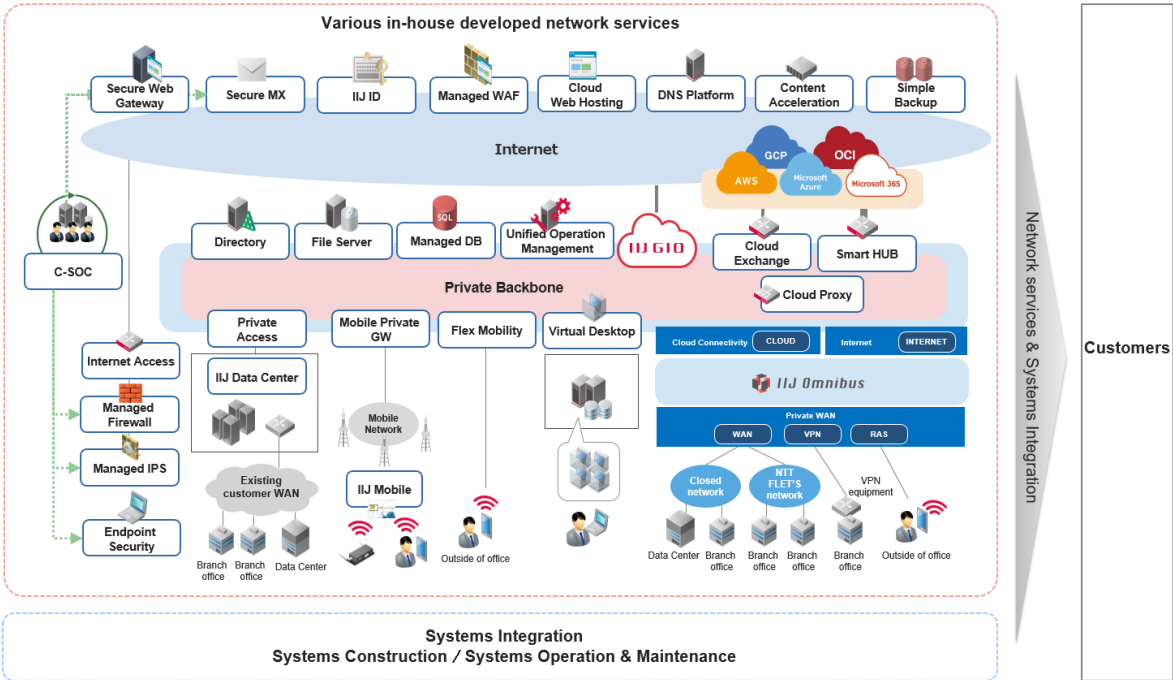 Various in-house developed network services
Secure Web
Gateway
Secure MX
IIJ ID
Managed WAF
Cloud
Web Hosting
DNS Platform
Content
Acceleration
Simple
Backup
Internet
GCP
OCI
AWS
Microsoft
Azure
Microsoft 365
C-SOC
Directory
File Server
SQL
Managed DB
Unified Operation
Management
IIJ GIO
Cloud
Exchange
Smart HUB
Private Backbone
Cloud Proxy
Private
Access
Mobile Private
GW
Flex Mobility
Virtual Desktop
Cloud Connectivity
CLOUD
Internet
INTERNET
Internet Access
IIJ Data Center
IIJ Omnibus
Managed
Firewall
Mobile
Network
Private WAN
WAN
VPN
RAS
Managed IPS
Existing
customer WAN
IIJ Mobile
Closed
network
NTT
FLET'S
network
VPN
equipment
Endpoint
Security
Branch
office
Branch
office
Data Center
Outside of office
Data Center
Branch
office
Branch
office
Branch
office
Branch
office
Outside of office
Network services & Systems Integration
Customers
Systems Integration
Systems Construction / Systems Operation & Maintenance